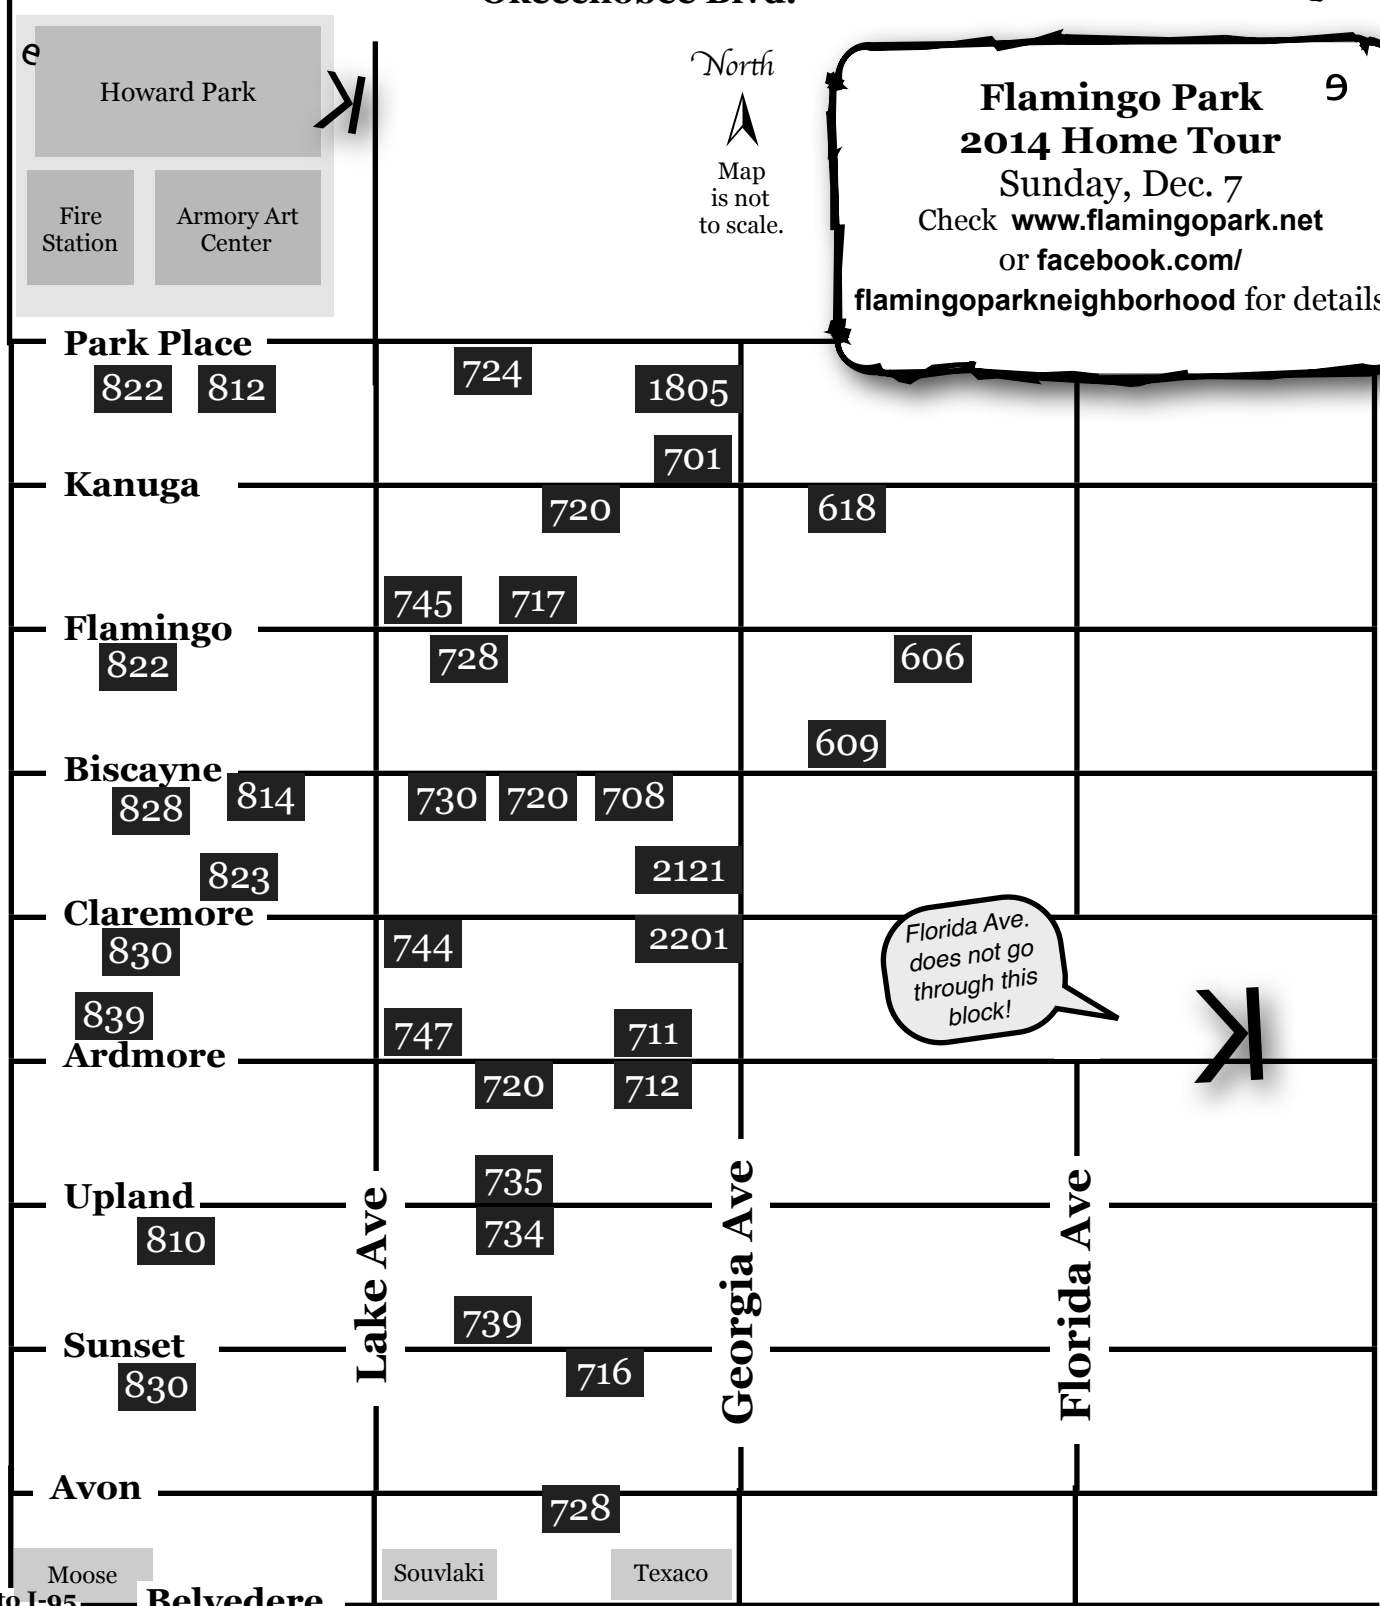 Okeechobee Blvd.
e
Howard Park
K
Fire
Station
Armory Art
Center
North
Map
is not
to scale.
e
Flamingo Park
2014 Home Tour
Sunday, Dec. 7
Check www.flamingopark.net
or facebook.com/
flamingoparkneighborhood for details
Park Place
822 812 724 1805
701
Kanuga
720 618
745 717
Flamingo
822 728 606
609
Biscayne
828 814 730 720 708
823 2121
Claremore
830 744 2201
Florida Ave.
does not go
through this
block!
K
839 747 711
Ardmore
720 712
735
Upland
810 734
Lake Ave
Georgia Ave
Florida Ave
739
Sunset
830 716
Avon
728
Moose
Souvlaki
Texaco
to I-95
Belvedere